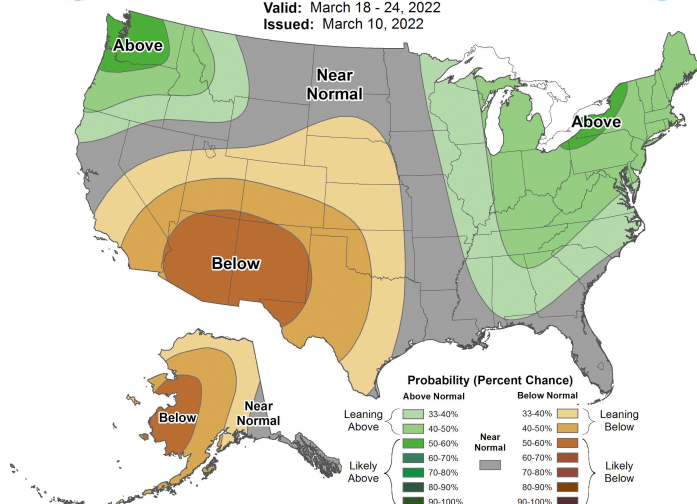 Valid: March 18 - 24, 2022
Issued: March 10, 2022
Above
Near
Normal
Above
Below
Below
Near
Normal
Probability (Percent Chance)
Above Normal
Below Normal
Leaning
Above
33-40%
40-50%
50-60%
60-70%
70-80%
80-90%
90-100%
Likely
Above
Near
Normal
33-40%
40-50%
50-60%
60-70%
70-80%
80-90%
90-100%
Leaning
Below
Likely
Below